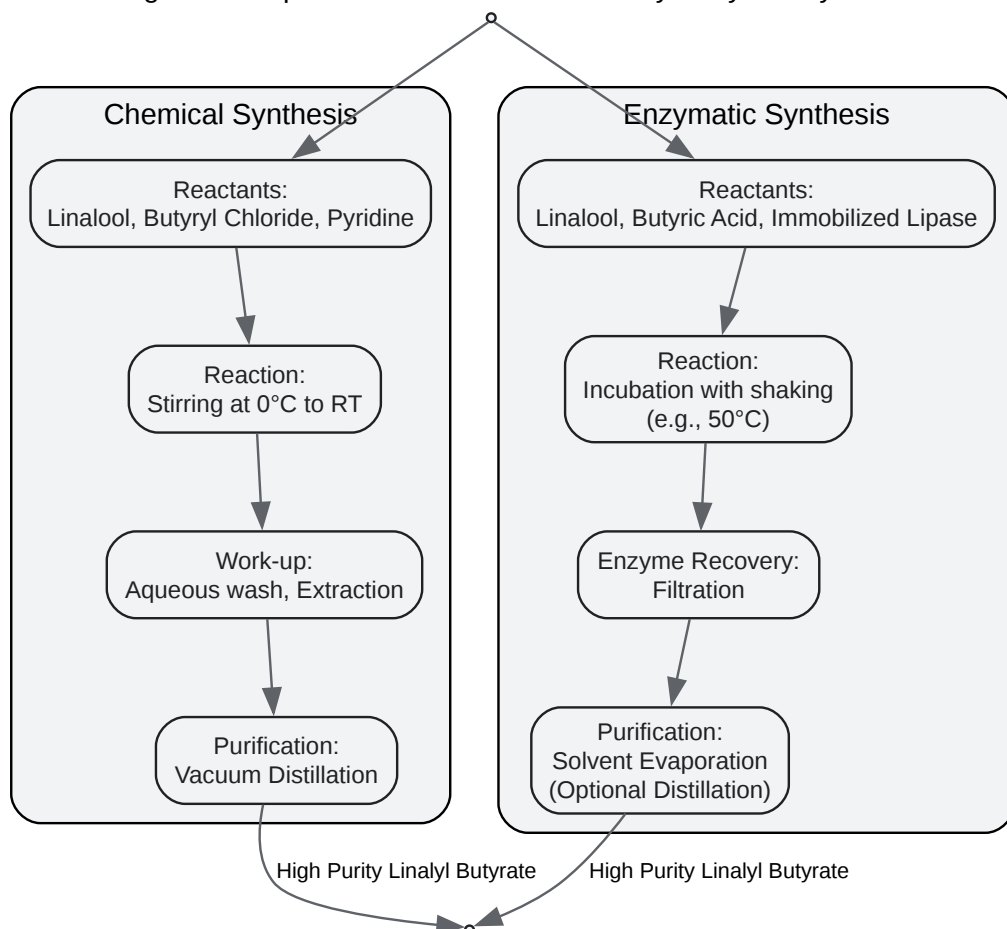 Chemical Synthesis
Reactants:
Linalool, Butyryl Chloride, Pyridine
Reaction:
Stirring at 0°C to RT
Work-up:
Aqueous wash, Extraction
Purification:
Vacuum Distillation
High Purity Linalyl Butyrate
Enzymatic Synthesis
Reactants:
Linalool, Butyric Acid, Immobilized Lipase
Reaction:
Incubation with shaking
(e.g., 50°C)
Enzyme Recovery:
Filtration
Purification:
Solvent Evaporation
(Optional Distillation)
High Purity Linalyl Butyrate